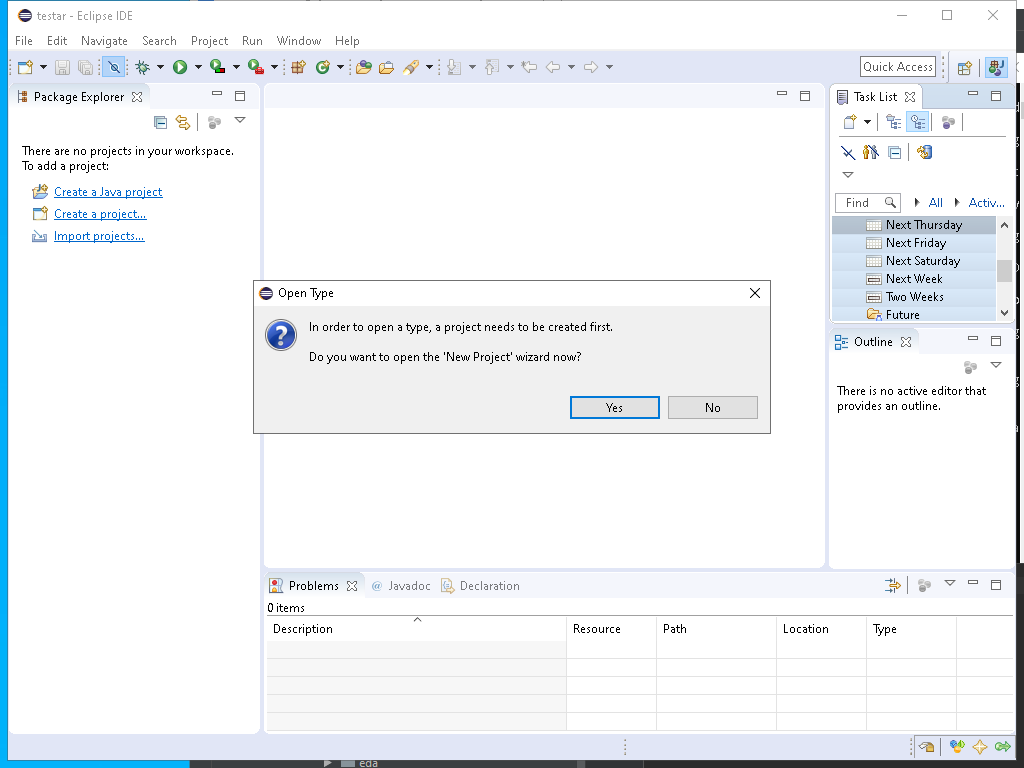 testar - Eclipse IDE
File Edit Navigate Search Project Run Window Help
Quick Access
Package Explorer
There are no projects in your workspace.
To add a project:
Create a Java project
Create a project...
Import projects...
Task List
Find
All
Activ...
Next Thursday
Next Friday
Next Saturday
Next Week
Two Weeks
Future
Outline
There is no active editor that
provides an outline.
Open Type
In order to open a type, a project needs to be created first.
Do you want to open the 'New Project' wizard now?
Yes
No
Problems @ Javadoc Declaration
0 items
Description Resource Path Location Type
eda